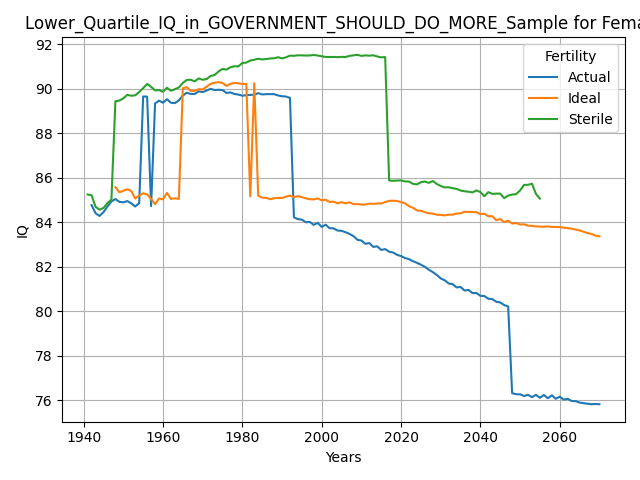 Lower_Quartile_IQ_in_GOVERNMENT_SHOULD_DO_MORE_Sample for Fema
Fertility
Actual
Ideal
Sterile
IQ
92
90
88
86
84
82
80
78
76
1940 1960 1980 2000 2020 2040 2060
Years